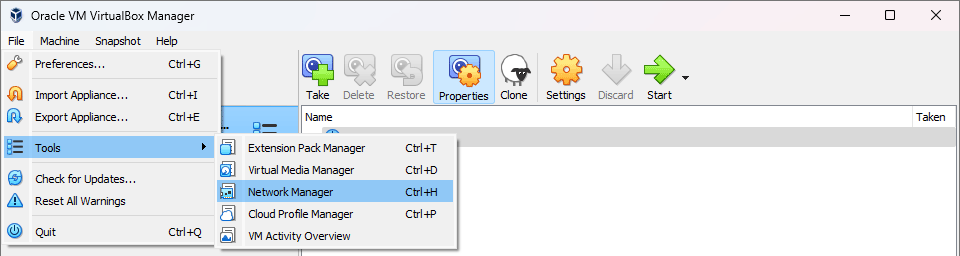 Oracle VM VirtualBox Manager
File Machine Snapshot Help
Preferences... Ctrl+G
Import Appliance... Ctrl+I
Export Appliance... Ctrl+E
Tools
Check for Updates...
Reset All Warnings
Quit Ctrl+Q
Extension Pack Manager Ctrl+T
Virtual Media Manager Ctrl+D
Network Manager Ctrl+H
Cloud Profile Manager Ctrl+P
VM Activity Overview
Take Delete Restore Properties Clone Settings Discard Start
Name Taken